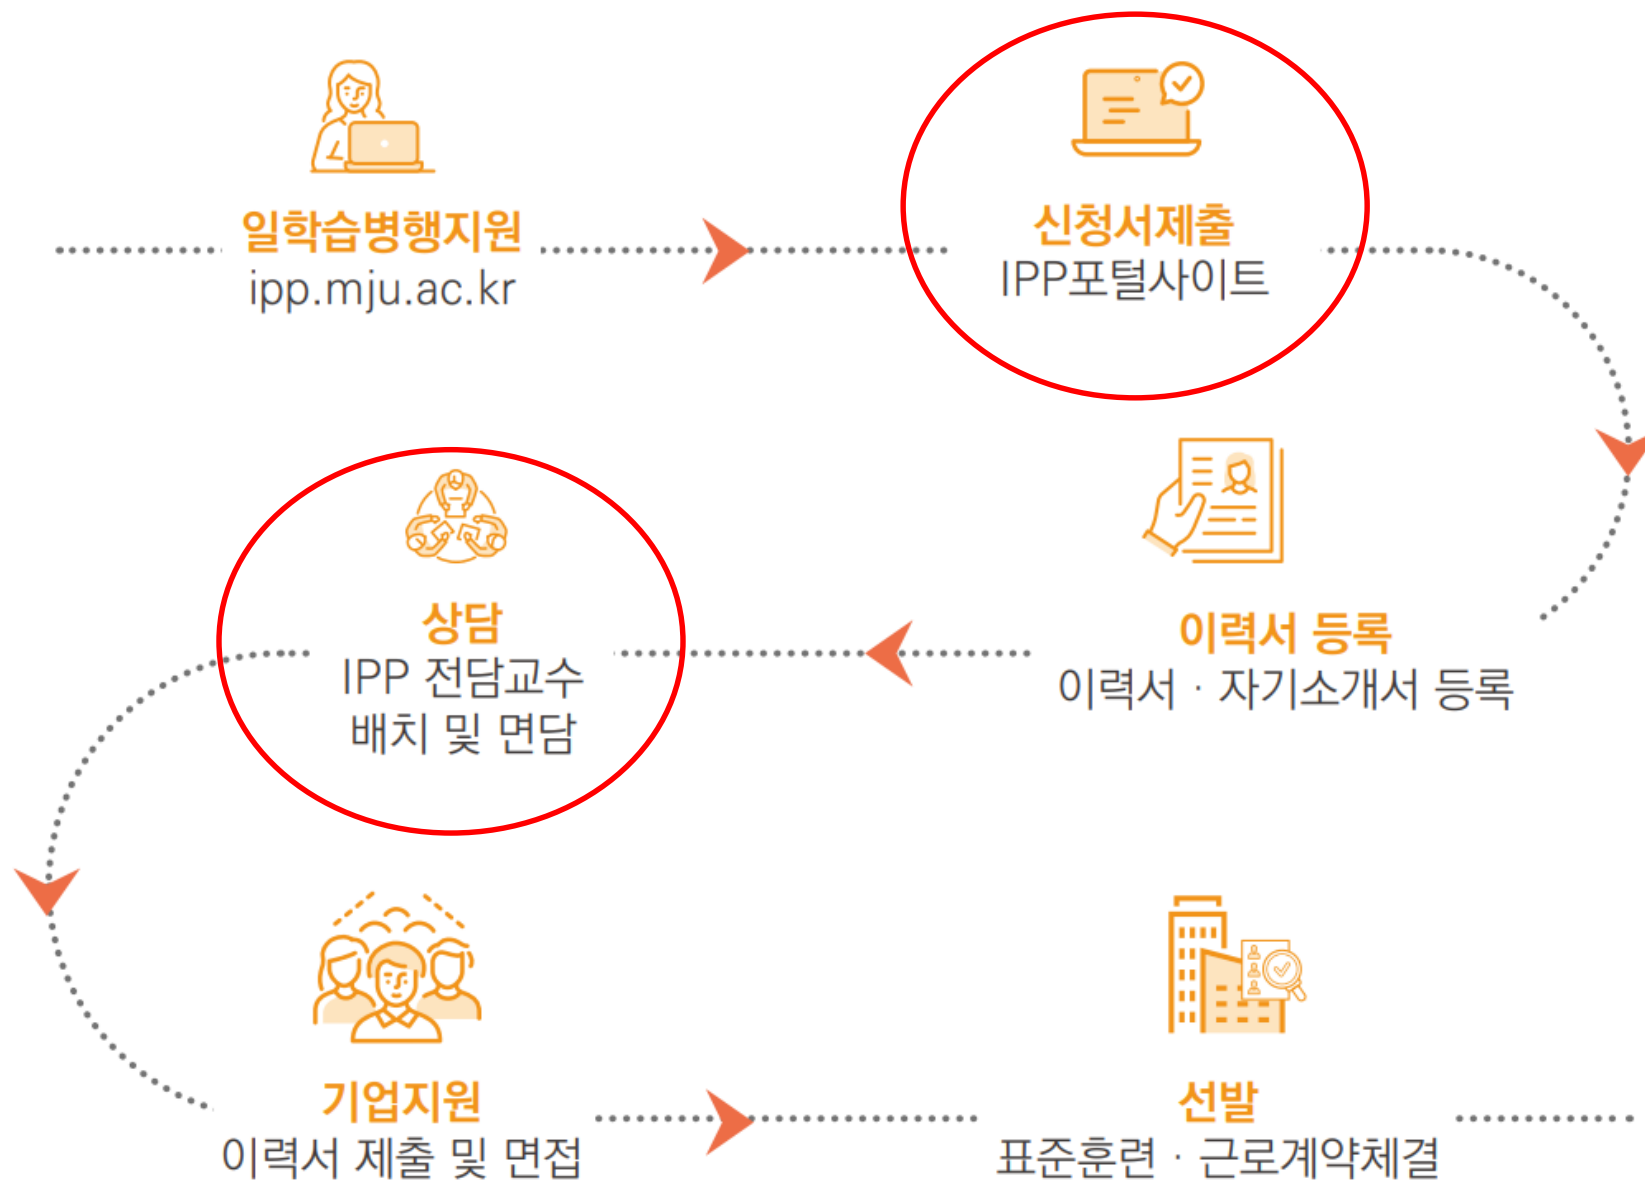 일학습병행지원
ipp.mju.ac.kr
신청서제출
IPP포털사이트
이력서 등록
이력서 · 자기소개서 등록
상담
IPP 전담교수
배치 및 면담
기업지원
이력서 제출 및 면접
선발
표준훈련 · 근로계약체결